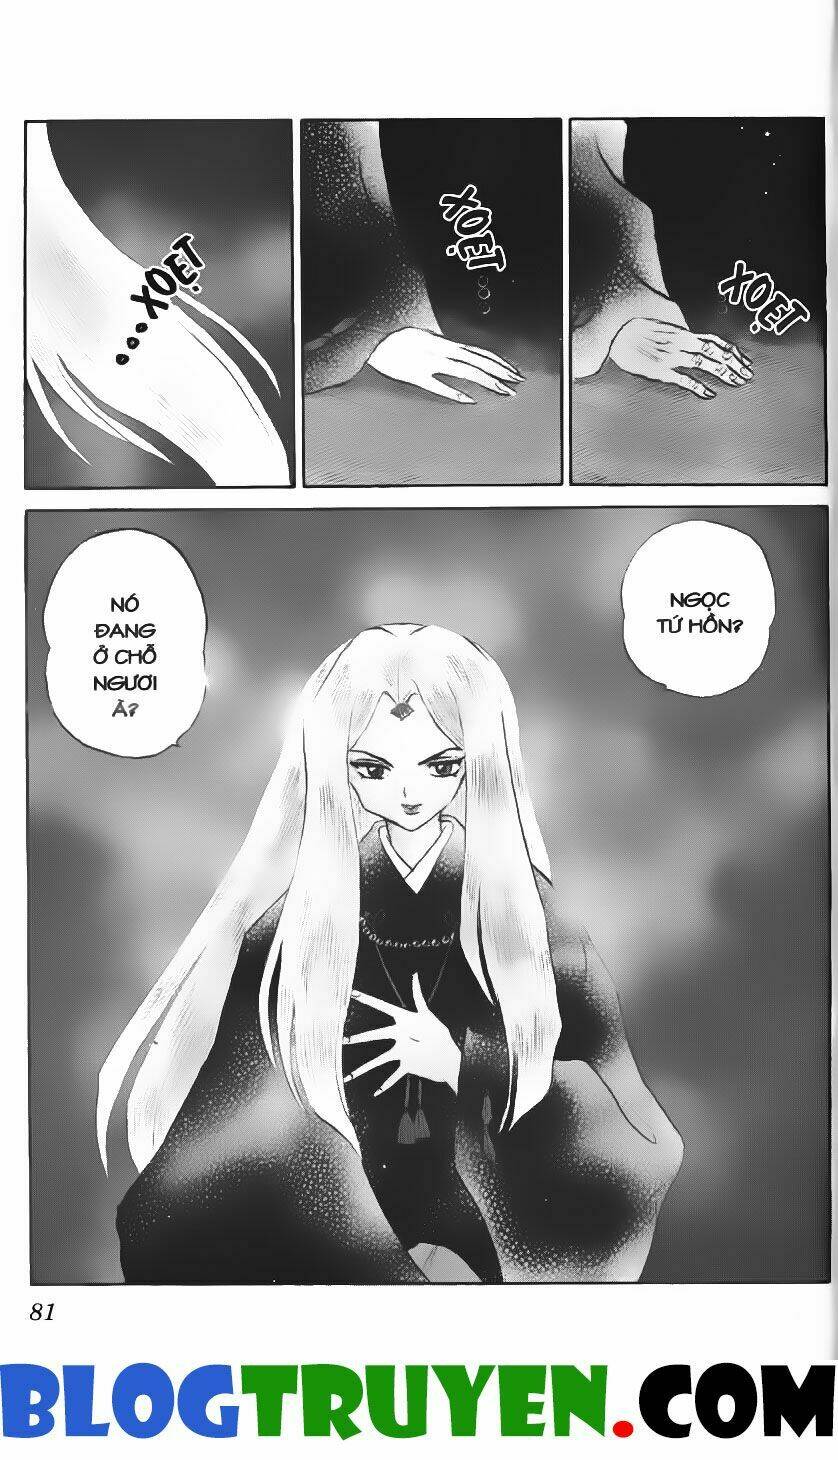 XOẸT
XOẸT...
...XOẸT
NGỌC
TỨ HỒN?
NÓ
ĐANG
Ở CHỖ
NGƯƠI
À?
81
BLOGTRUYEN.COM